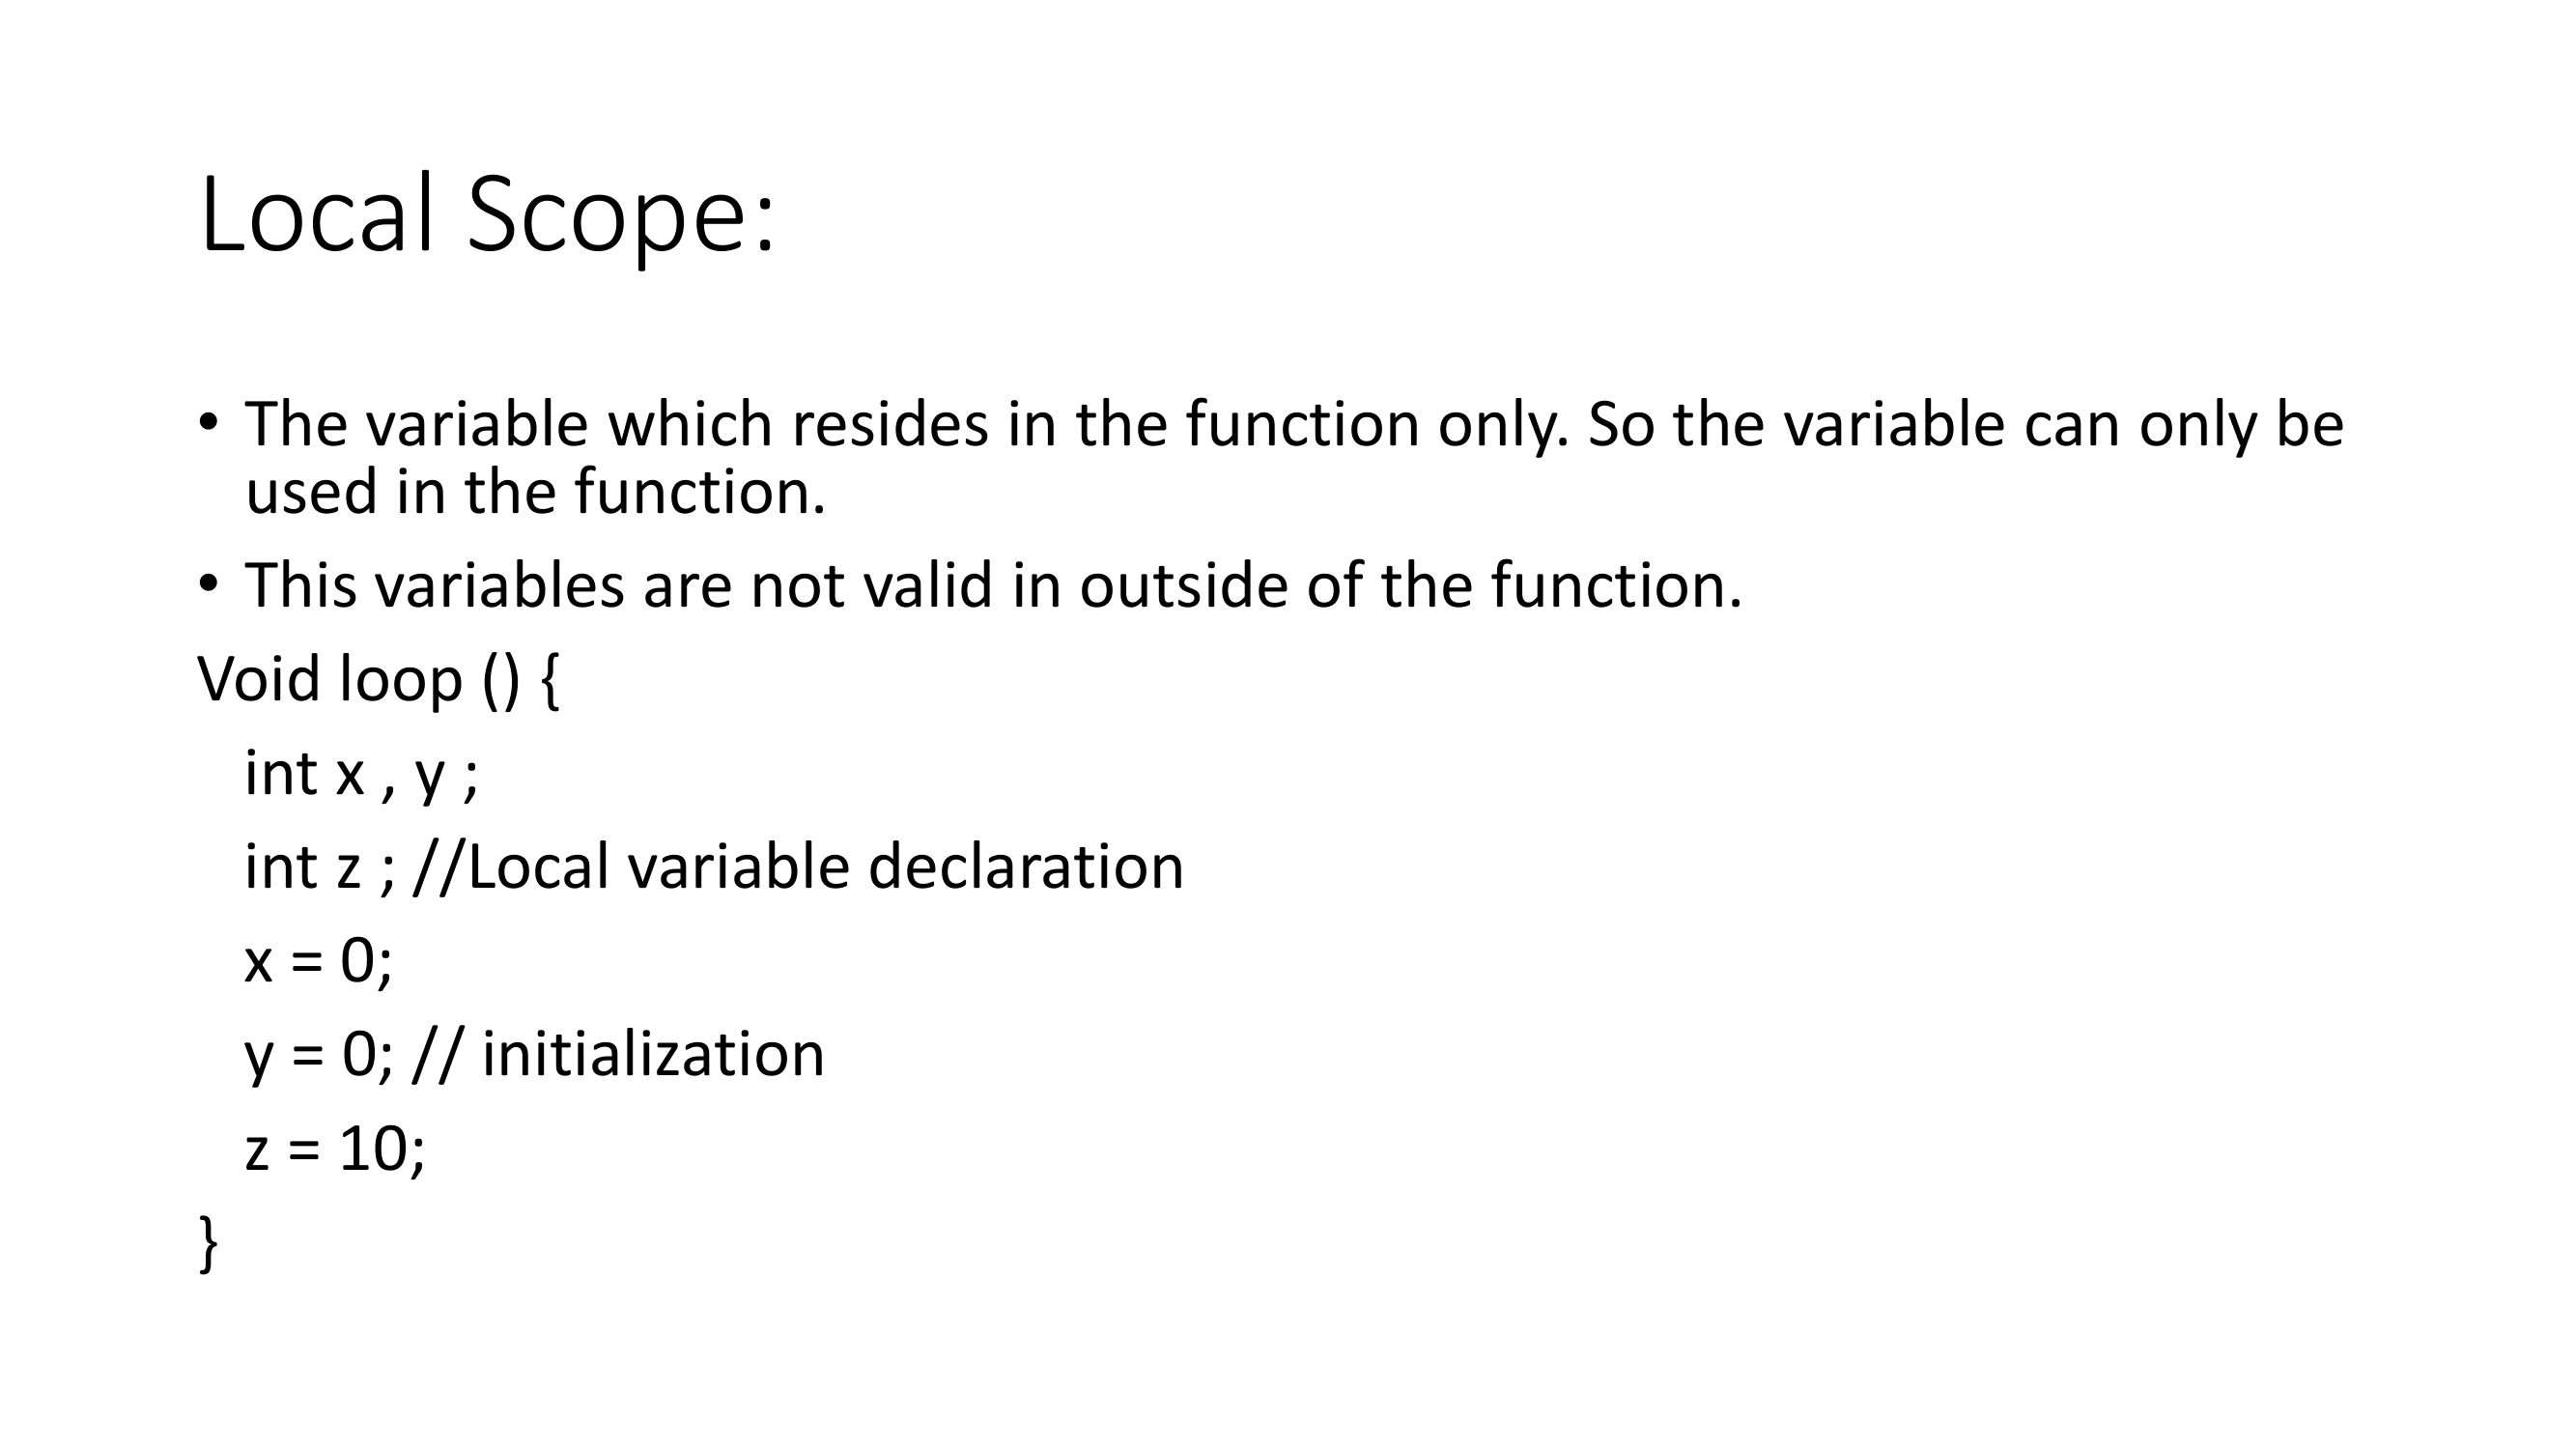 Local Scope:
• The variable which resides in the function only. So the variable can only be
used in the function.
• This variables are not valid in outside of the function.
Void loop () {
int x , y ;
int z ; //Local variable declaration
x = 0;
y = 0; // initialization
z = 10;
}